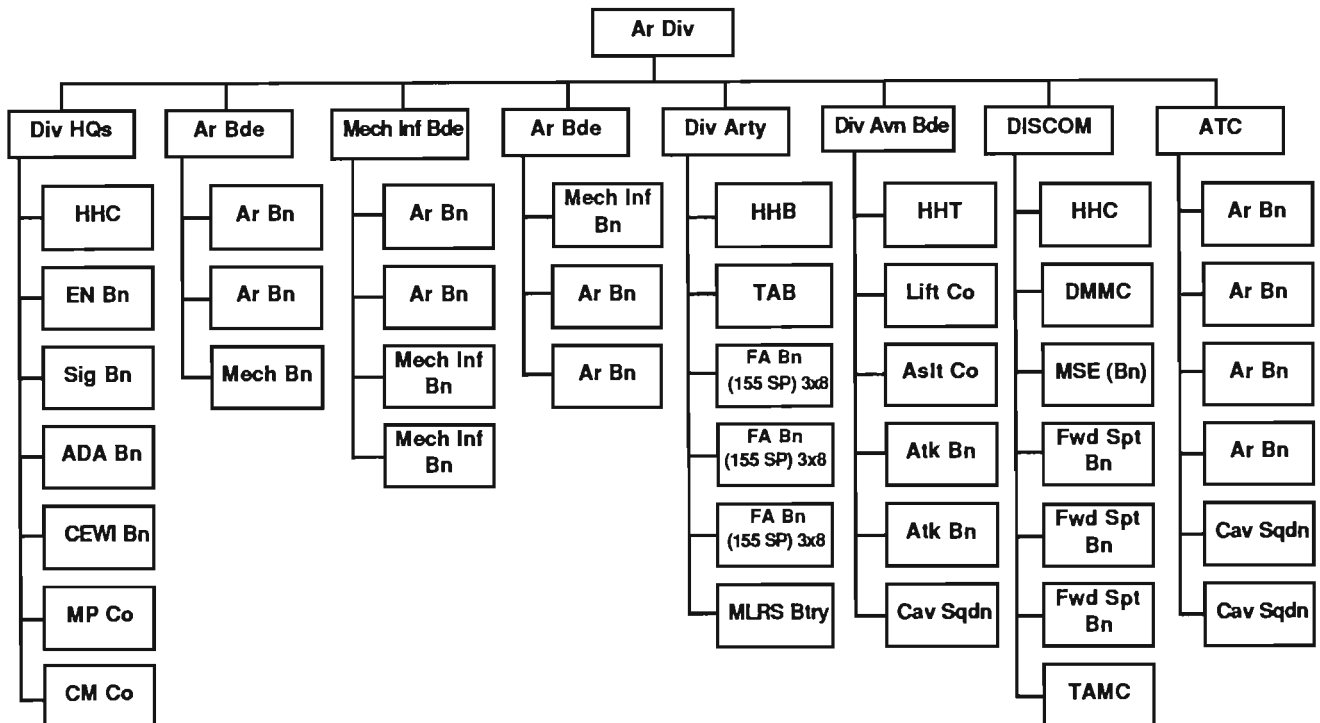 Ar Div
Div HQs
Ar Bde
Mech Inf Bde
Ar Bde
Div Arty
Div Avn Bde
DISCOM
ATC
HHC
EN Bn
Sig Bn
ADA Bn
CEWI Bn
MP Co
CM Co
Ar Bn
Ar Bn
Mech Bn
Ar Bn
Ar Bn
Mech Inf
Bn
Mech Inf
Bn
Mech Inf
Bn
Ar Bn
Ar Bn
HHB
TAB
FA Bn
(155 SP) 3x8
FA Bn
(155 SP) 3x8
FA Bn
(155 SP) 3x8
MLRS Btry
HHT
Lift Co
Aslt Co
Atk Bn
Atk Bn
Cav Sqdn
HHC
DMMC
MSE (Bn)
Fwd Spt
Bn
Fwd Spt
Bn
Fwd Spt
Bn
TAMC
Ar Bn
Ar Bn
Ar Bn
Ar Bn
Cav Sqdn
Cav Sqdn